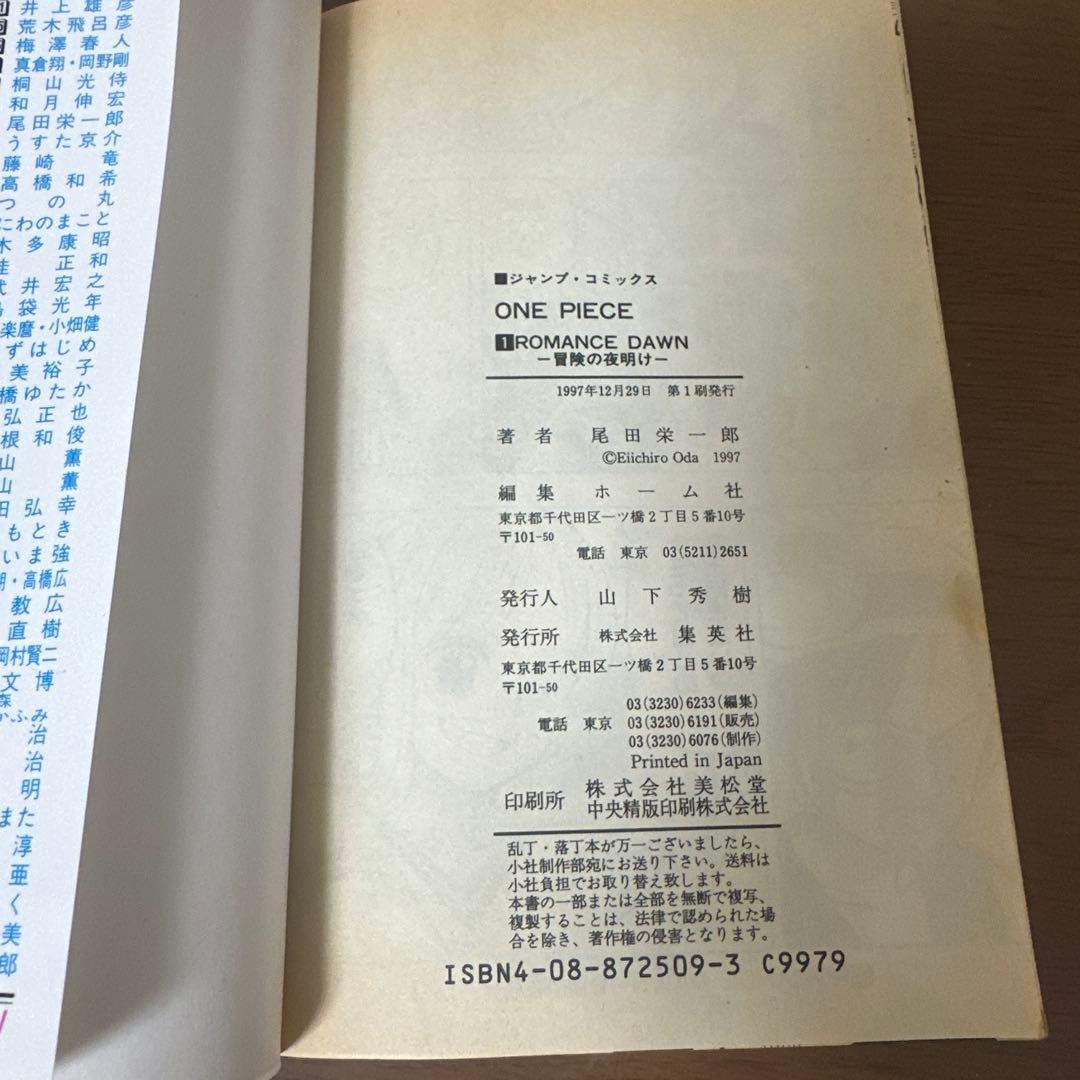 井上雄彦
荒木飛呂彦
梅澤春人
真倉翔・岡野剛
桐山光侍
和月伸宏
尾田栄一郎
うすた京介
藤崎竜
高橋和希
つの丸
にわのまこと
木多康昭
桂正和
武井宏之
島袋光年
楽麿・小畑健
ずはじめ
美裕子
橋ゆたか
弘正也
根和俊
山薫
山薫
田弘幸
もとき
いま強
・高橋広
教広
直樹
岡村賢二
文博
森
かふみ
治
治
明
また
淳
亜
く
美
郎
■ジャンプ・コミックス
ONE PIECE
1 ROMANCE DAWN
—冒険の夜明け—
1997年12月29日 第1刷発行
著者 尾田栄一郎
©Eiichiro Oda 1997
編集 ホーム社
東京都千代田区一ツ橋2丁目5番10号
〒101-50
電話 東京 03(5211)2651
発行人 山下秀樹
発行所 株式会社 集英社
東京都千代田区一ツ橋2丁目5番10号
〒101-50
03(3230)6233(編集)
電話 東京 03(3230)6191(販売)
03(3230)6076(制作)
Printed in Japan
印刷所 株式会社美松堂
中央精版印刷株式会社
乱丁・落丁本が万一ございましたら、
小社制作部宛にお送り下さい。送料は
小社負担でお取り替え致します。
本書の一部または全部を無断で複写、
複製することは、法律で認められた場
合を除き、著作権の侵害となります。
ISBN4-08-872509-3 C9979